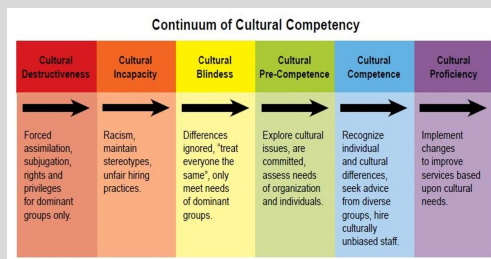 Continuum of Cultural Competency
Cultural
Destructiveness
Cultural
Incapacity
Cultural
Blindess
Cultural
Pre-Competence
Cultural
Competence
Cultural
Proficiency
Forced
assimilation,
subjugation,
rights and
privileges
for dominant
groups only.
Racism,
maintain
stereotypes,
unfair hiring
practices.
Differences
ignored, "treat
everyone the
same", only
meet needs
of dominant
groups.
Explore cultural
issues, are
committed,
assess needs
of organization
and individuals.
Recognize
individual
and cultural
differences,
seek advice
from diverse
groups, hire
culturally
unbiased staff.
Implement
changes
to improve
services based
upon cultural
needs.